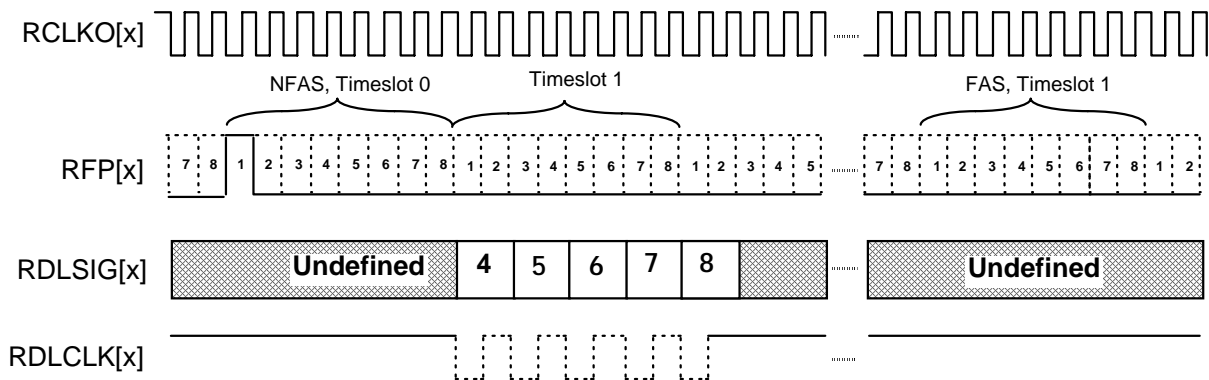 RCLKO[x]
NFAS, Timeslot 0
Timeslot 1
FAS, Timeslot 1
RFP[x]
7 8 1 2 3 4 5 6 7 8 1 2 3 4 5 6 7 8 1 2 3 4 5
7 8 1 2 3 4 5 6 7 8 1 2
RDLSIG[x]
Undefined 4 5 6 7 8
Undefined
RDLCLK[x]